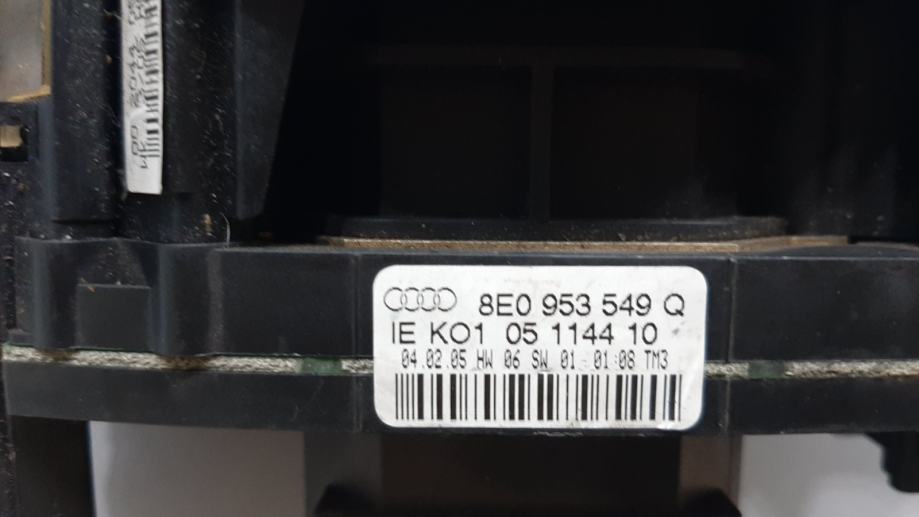 8E0 953 549 Q
IE KO1 05 1144 10
04.02.05 HW 06 SW 01 01:08 TM3